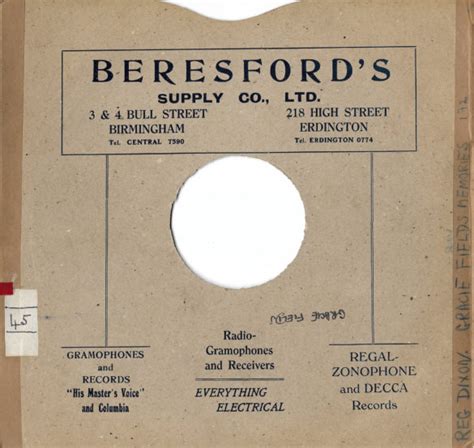 BERESFORD'S
SUPPLY CO., LTD.
3 & 4, BULL STREET
BIRMINGHAM
Tel. CENTRAL 7590
218 HIGH STREET
ERDINGTON
Tel. ERDINGTON 0774
GRAMOPHONES
and
RECORDS
"His Master's Voice"
and Columbia
Radio-
Gramophones
and Receivers
EVERYTHING
ELECTRICAL
REGAL-
ZONOPHONE
and DECCA
Records
45
GRACIE FIELDS
REG DIXON. GRACIE FIELDS MEMORIES 192